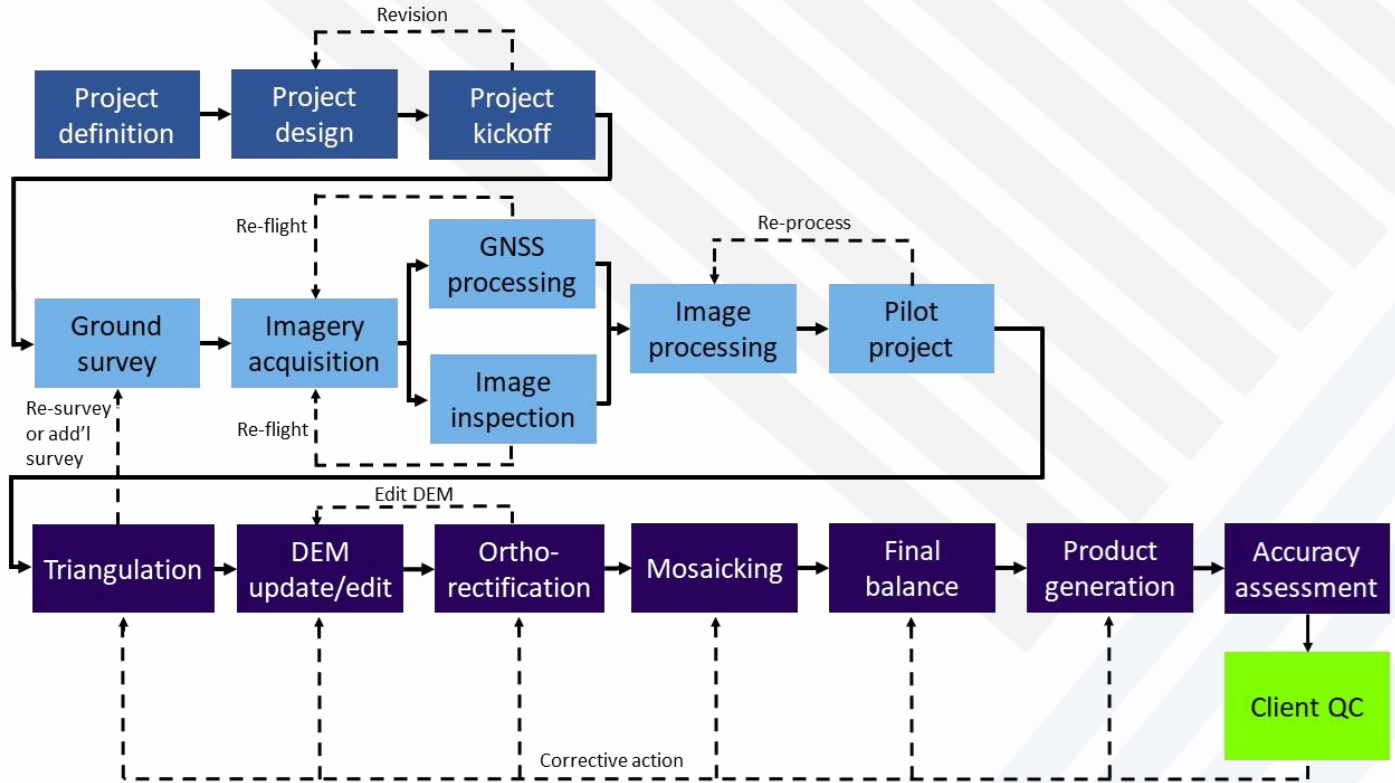 Revision
Project
definition
Project
design
Project
kickoff
Re-flight
GNSS
processing
Re-process
Ground
survey
Imagery
acquisition
Image
processing
Pilot
project
Image
inspection
Re-flight
Re-survey
or add'l
survey
Edit DEM
Triangulation
DEM
update/edit
Ortho-
rectification
Mosaicking
Final
balance
Product
generation
Accuracy
assessment
Client QC
Corrective action